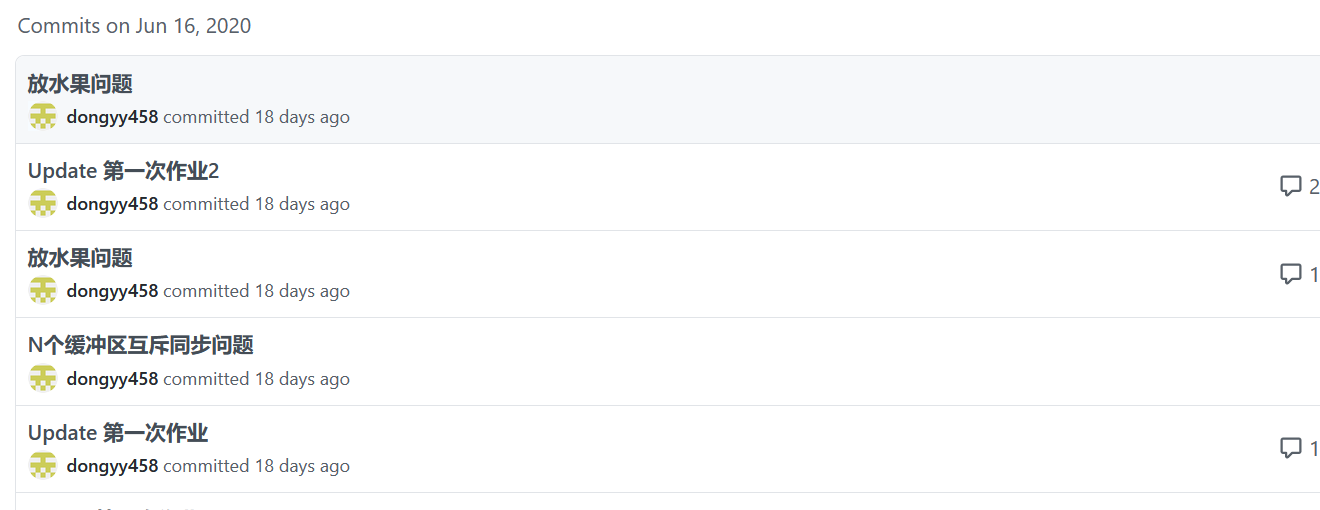 Commits on Jun 16, 2020
放水果问题
dongyy458 committed 18 days ago
Update 第一次作业2
2
dongyy458 committed 18 days ago
放水果问题
1
dongyy458 committed 18 days ago
N个缓冲区互斥同步问题
dongyy458 committed 18 days ago
Update 第一次作业
1
dongyy458 committed 18 days ago